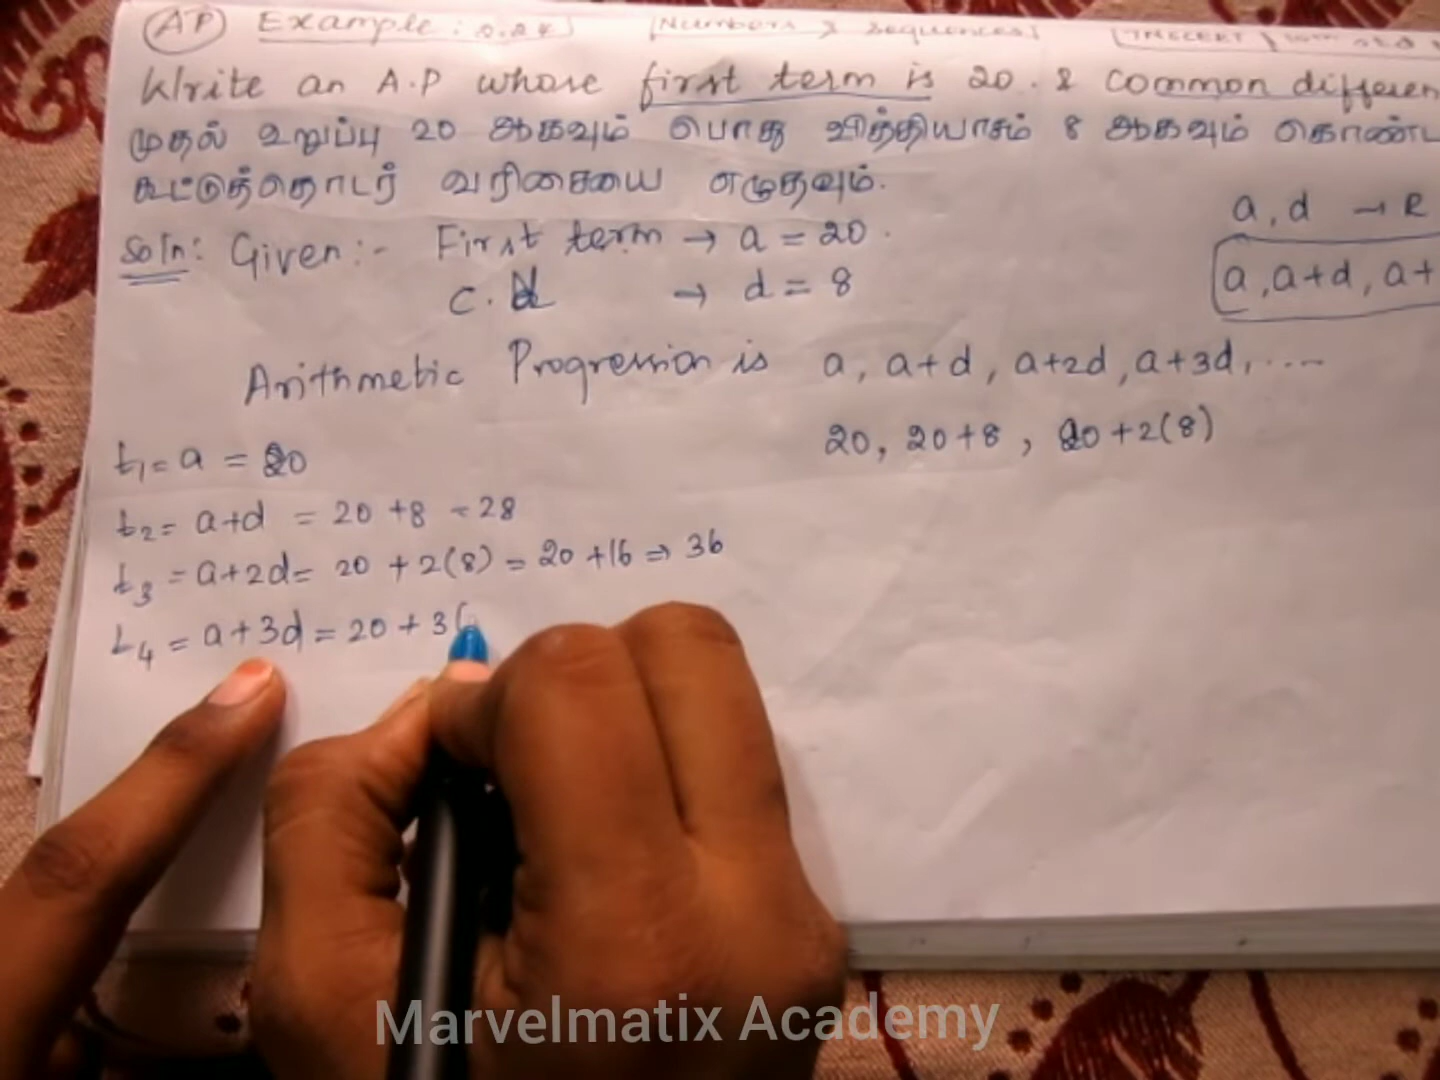 AP Example: 2.24 [Numbers & Sequences]
Write an A.P whose first term is 20 & Common differen
முதல் உறுப்பு 20 ஆகவும் பொது வித்தியாசம் 8 ஆகவும் கொண்ட
கூட்டுத்தொடர் வரிசையை எழுதவும்.
a, d →
Soln: Given:- First term → a = 20.
C. d → d = 8
a, a+d, a+
Arithmetic Progression is a, a+d, a+2d, a+3d, ....
20, 20+8, 20+2(8)
t1 = a = 20
t2 = a+d = 20+8 = 28
t3 = a+2d = 20+2(8) = 20+16 ⇒ 36
t4 = a+3d = 20+3(
Marvelmatix Academy